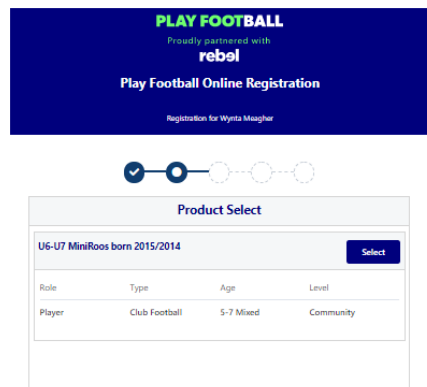 PLAY FOOTBALL
Proudly partnered with
rebel
Play Football Online Registration
Registration for Wynta Meagher
Product Select
U6-U7 MiniRoos born 2015/2014
Select
Role Type Age Level
Player Club Football 5-7 Mixed Community